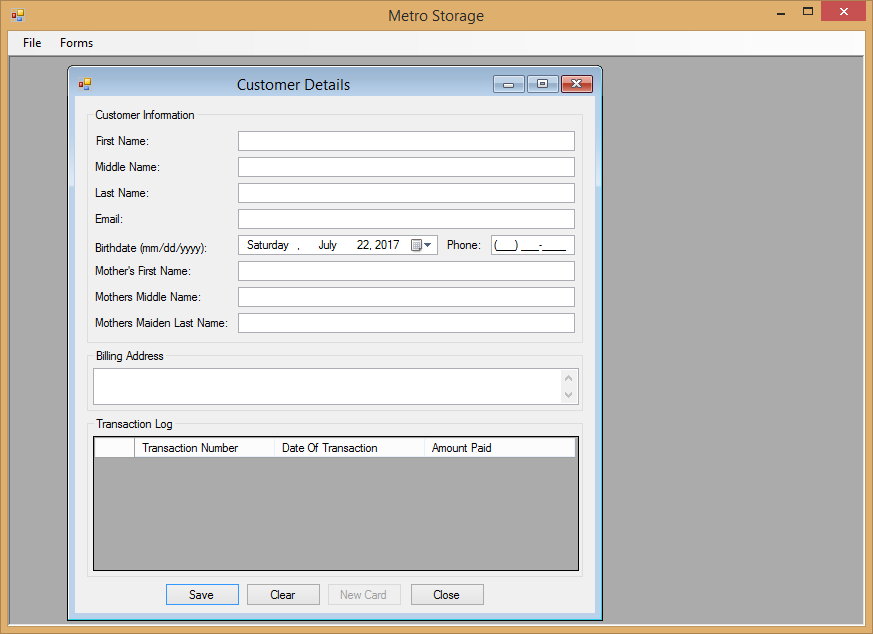 Metro Storage
File Forms
Customer Details
Customer Information
First Name:
Middle Name:
Last Name:
Email:
Birthdate (mm/dd/yyyy): Saturday , July 22, 2017 Phone: (___) ___-____
Mother's First Name:
Mothers Middle Name:
Mothers Maiden Last Name:
Billing Address
Transaction Log
Transaction Number Date Of Transaction Amount Paid
Save Clear New Card Close